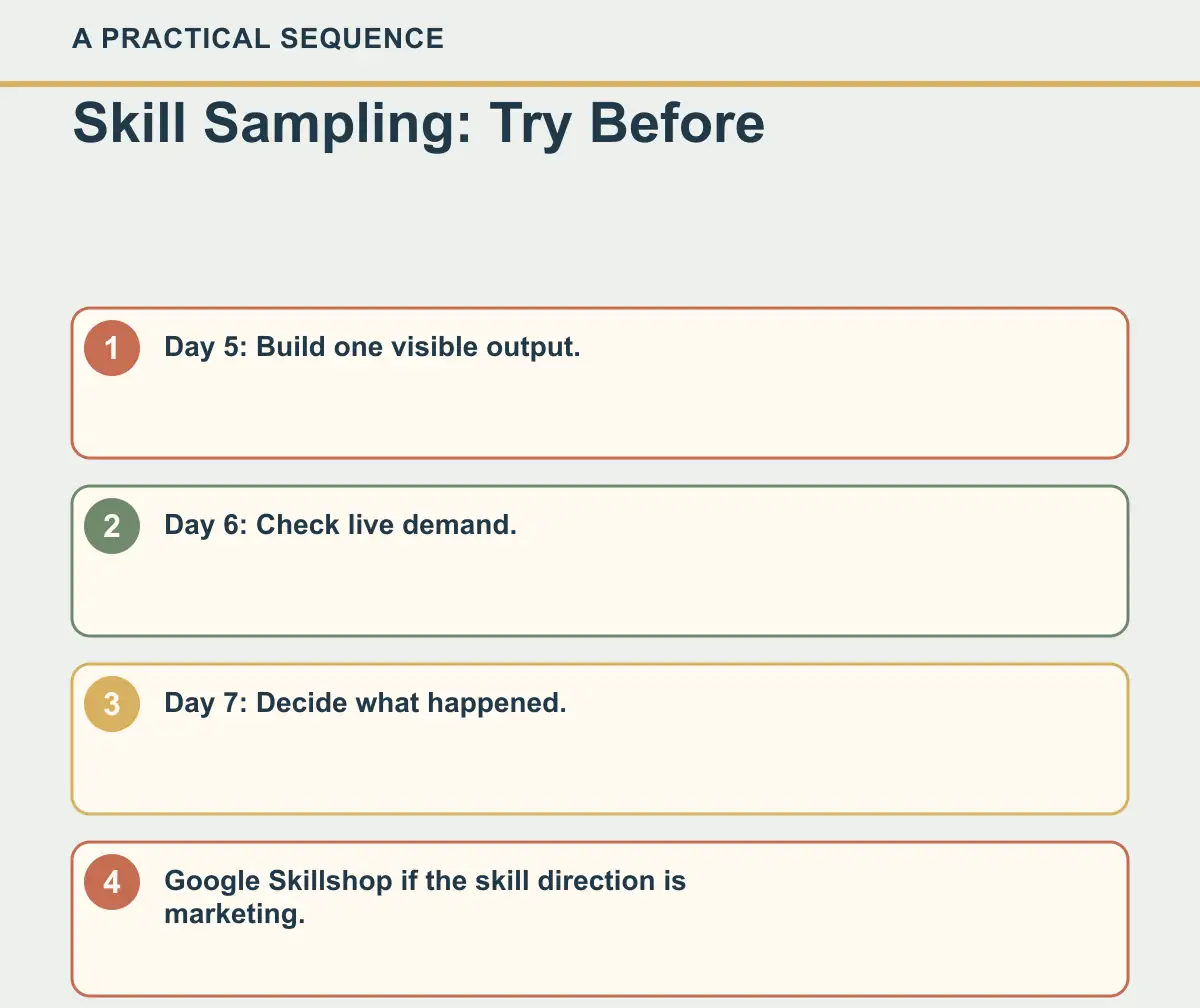 A PRACTICAL SEQUENCE
Skill Sampling: Try Before
1
Day 5: Build one visible output.
2
Day 6: Check live demand.
3
Day 7: Decide what happened.
4
Google Skillshop if the skill direction is
marketing.